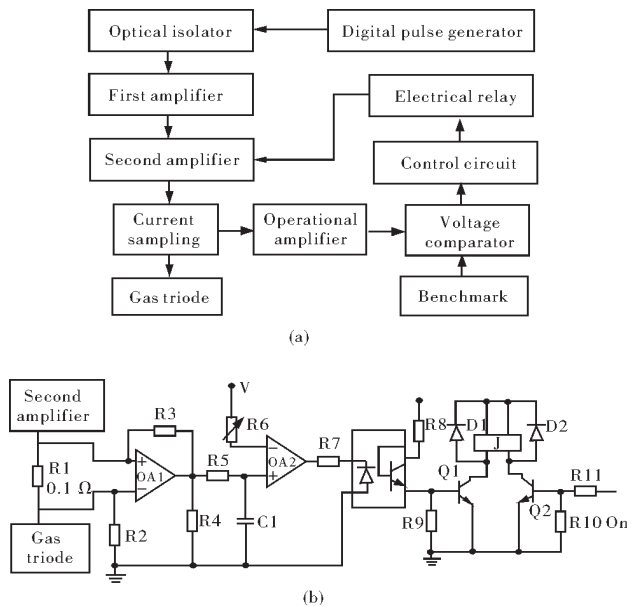 Optical isolator
Digital pulse generator
First amplifier
Electrical relay
Second amplifier
Control circuit
Current
sampling
Operational
amplifier
Voltage
comparator
Gas triode
Benchmark
(a)
Second
amplifier
R3
V
R6
R8
D1
D2
J
R1
0.1 Ω
+
−
OA1
R5
−
+
OA2
R7
Q1
R11
Gas
triode
R2
R4
C1
R9
Q2
R10
On
(b)